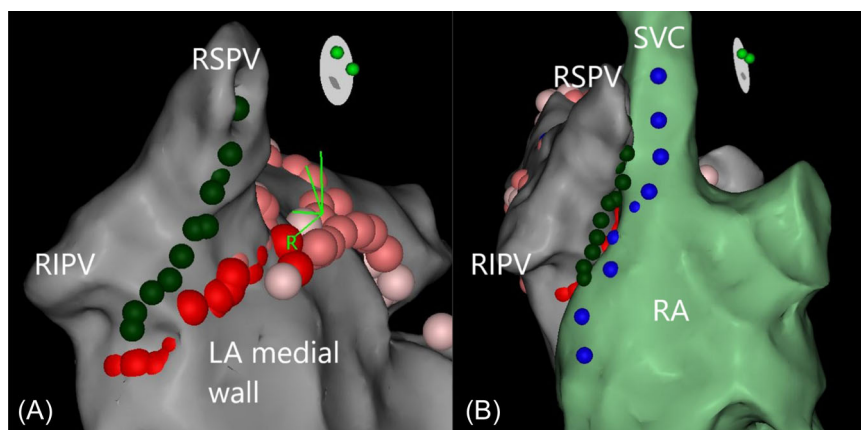 RSPV
RIPV
R
LA medial
wall
(A)
SVC
RSPV
RIPV
RA
(B)